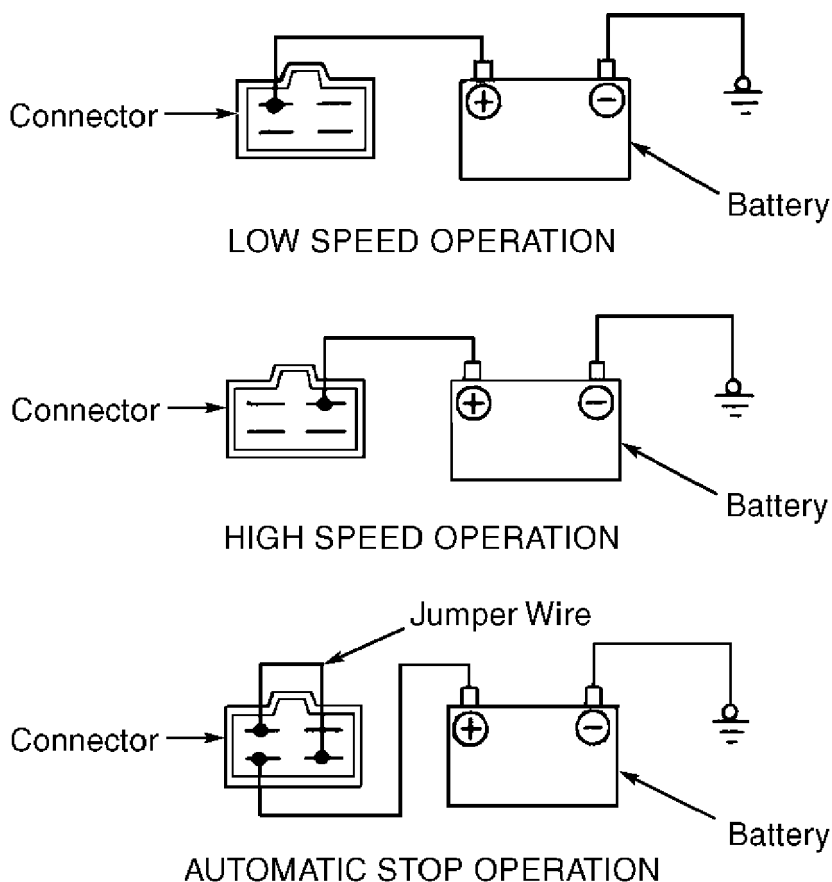 Connector
+
−
Battery
LOW SPEED OPERATION
Connector
+
−
Battery
HIGH SPEED OPERATION
Jumper Wire
Connector
+
−
Battery
AUTOMATIC STOP OPERATION